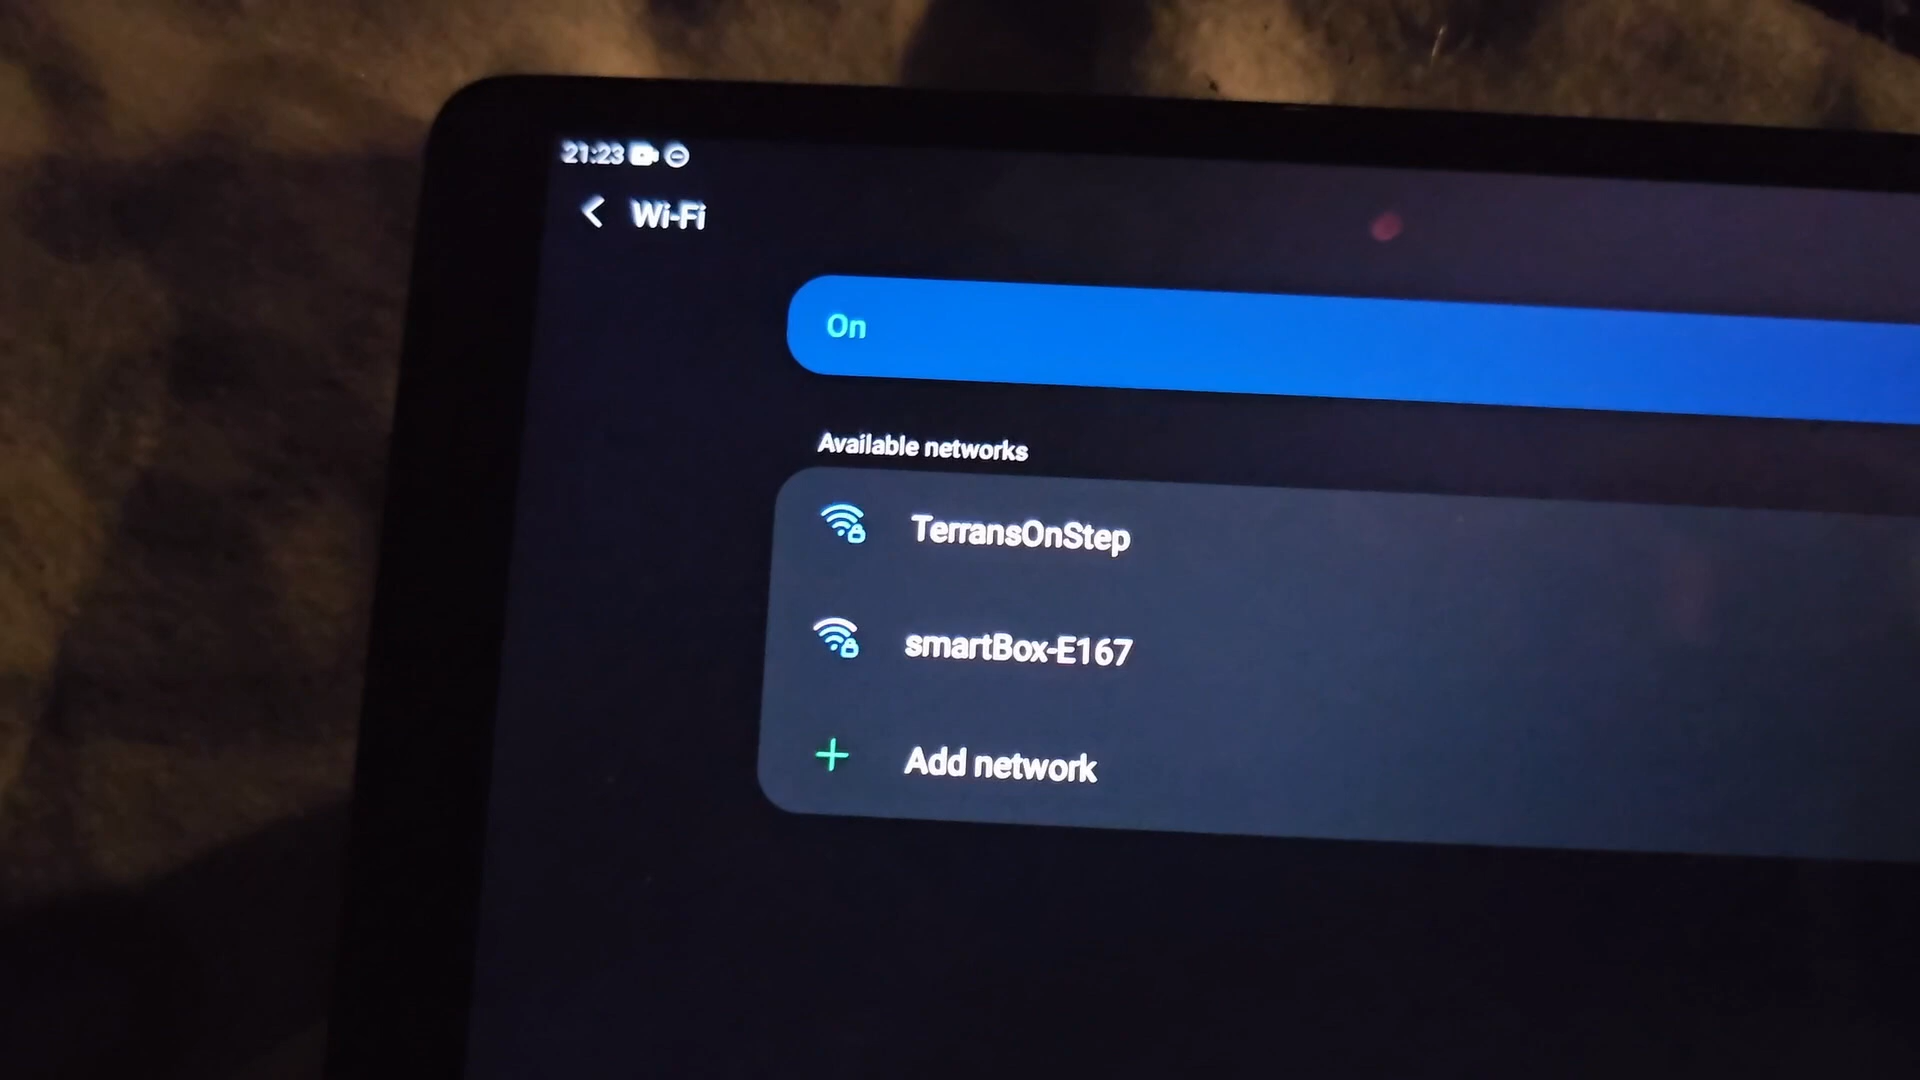 21:23
Wi-Fi
On
Available networks
TerransOnStep
smartBox-E167
Add network